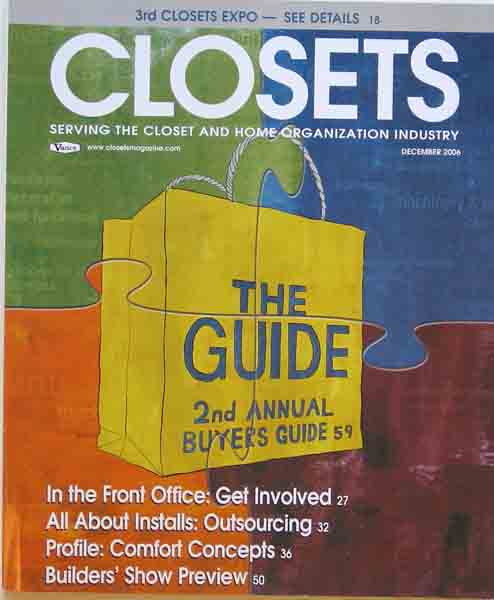 3rd CLOSETS EXPO — SEE DETAILS 18
CLOSETS
SERVING THE CLOSET AND HOME ORGANIZATION INDUSTRY
Vance www.closetsmagazine.com DECEMBER 2006
THE
GUIDE
2nd ANNUAL
BUYERS GUIDE 59
In the Front Office: Get Involved 27
All About Installs: Outsourcing 32
Profile: Comfort Concepts 36
Builders' Show Preview 50